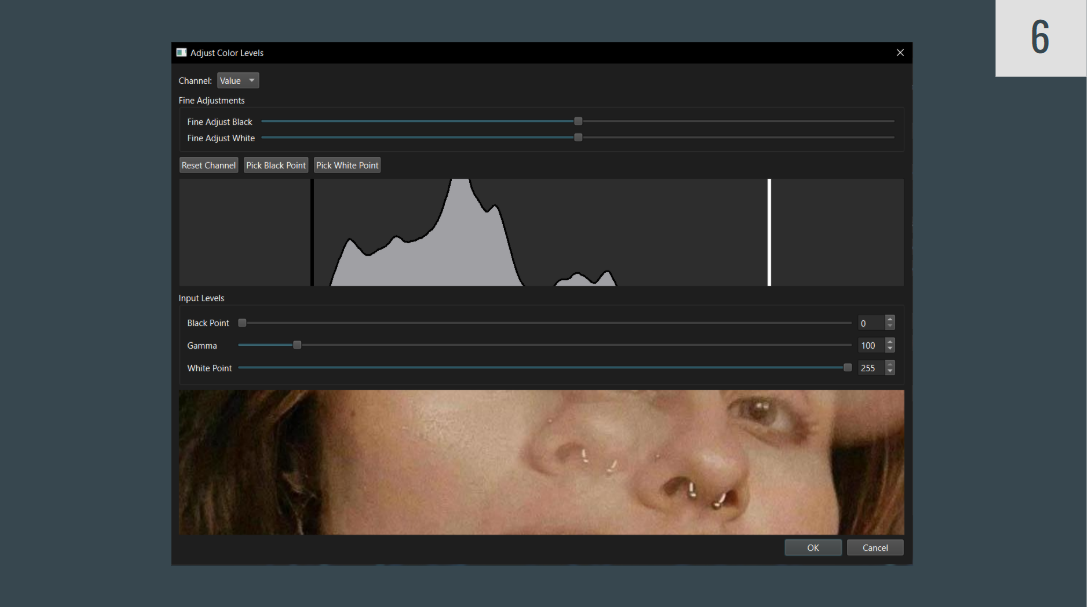 6
Adjust Color Levels
Channel: Value
Fine Adjustments
Fine Adjust Black
Fine Adjust White
Reset Channel Pick Black Point Pick White Point
Input Levels
Black Point 0
Gamma 100
White Point 255
OK Cancel